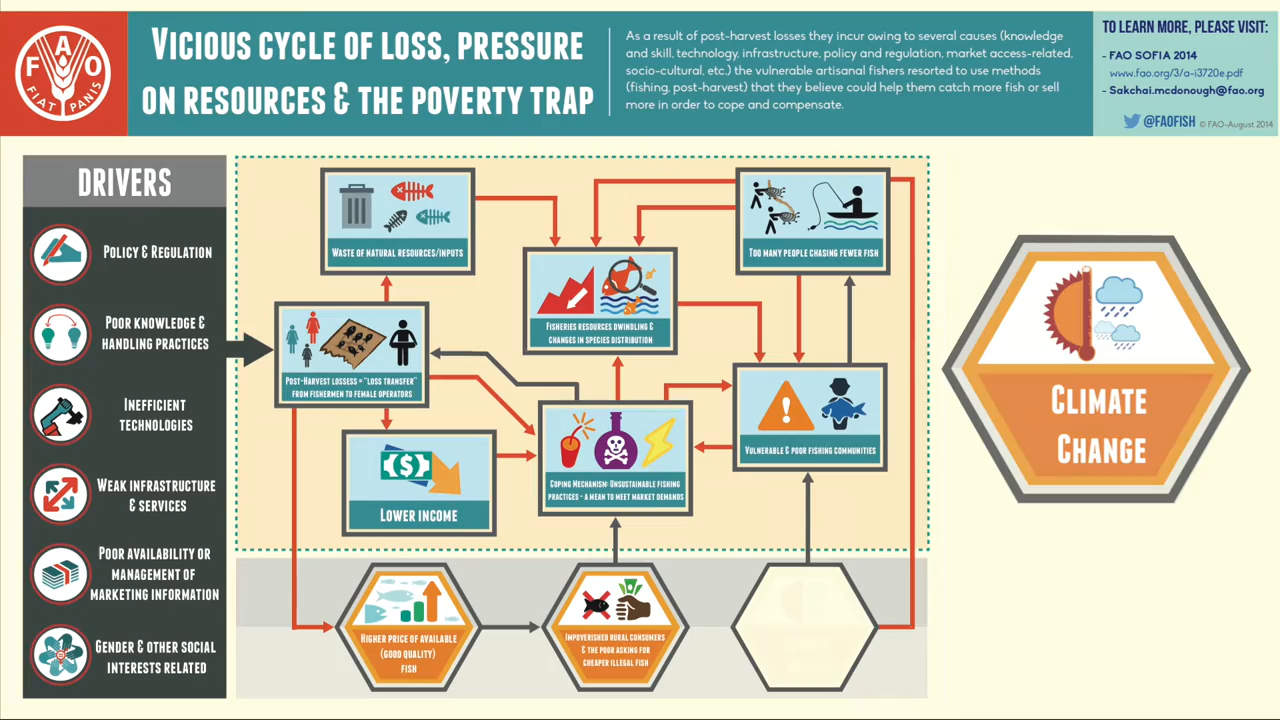 F A O
FIAT PANIS
VICIOUS CYCLE OF LOSS, PRESSURE
ON RESOURCES & THE POVERTY TRAP
As a result of post-harvest losses they incur owing to several causes (knowledge
and skill, technology, infrastructure, policy and regulation, market access-related,
socio-cultural, etc.) the vulnerable artisanal fishers resorted to use methods
(fishing, post-harvest) that they believe could help them catch more fish or sell
more in order to cope and compensate.
TO LEARN MORE, PLEASE VISIT:
- FAO SOFIA 2014
www.fao.org/3/a-i3720e.pdf
- Sakchai.mcdonough@fao.org
@FAOFISH © FAO-August 2014
DRIVERS
POLICY & REGULATION
POOR KNOWLEDGE &
HANDLING PRACTICES
INEFFICIENT
TECHNOLOGIES
WEAK INFRASTRUCTURE
& SERVICES
POOR AVAILABILITY OR
MANAGEMENT OF
MARKETING INFORMATION
GENDER & OTHER SOCIAL
INTERESTS RELATED
WASTE OF NATURAL RESOURCES/INPUTS
TOO MANY PEOPLE CHASING FEWER FISH
FISHERIES RESOURCES DWINDLING &
CHANGES IN SPECIES DISTRIBUTION
POST-HARVEST LOSSESS = "LOSS TRANSFER"
FROM FISHERMEN TO FEMALE OPERATORS
VULNERABLE & POOR FISHING COMMUNITIES
COPING MECHANISM: UNSUSTAINABLE FISHING
PRACTICES - A MEAN TO MEET MARKET DEMANDS
$
LOWER INCOME
HIGHER PRICE OF AVAILABLE
(GOOD QUALITY)
FISH
IMPOVERISHED RURAL CONSUMERS
& THE POOR ASKING FOR
CHEAPER ILLEGAL FISH
CLIMATE
CHANGE